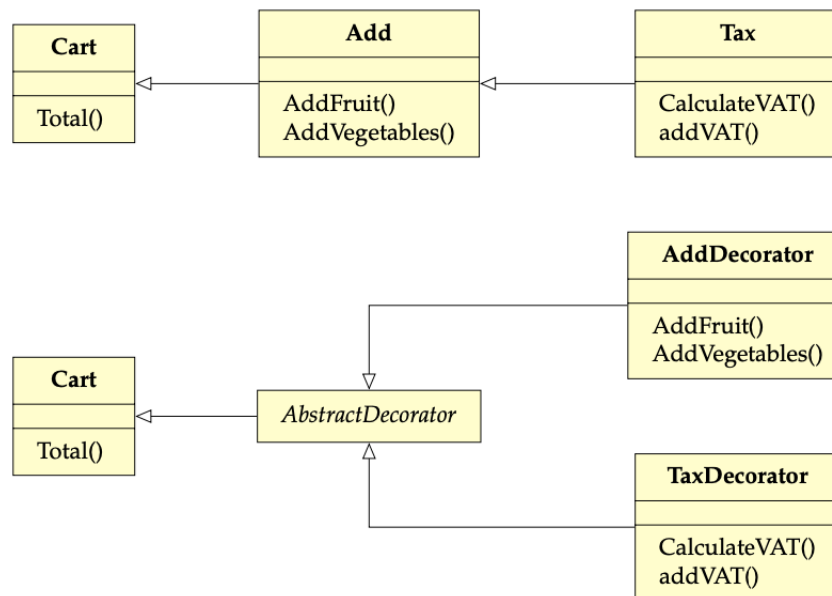 Cart
Total()
Add
AddFruit()
AddVegetables()
Tax
CalculateVAT()
addVAT()
Cart
Total()
AbstractDecorator
AddDecorator
AddFruit()
AddVegetables()
TaxDecorator
CalculateVAT()
addVAT()